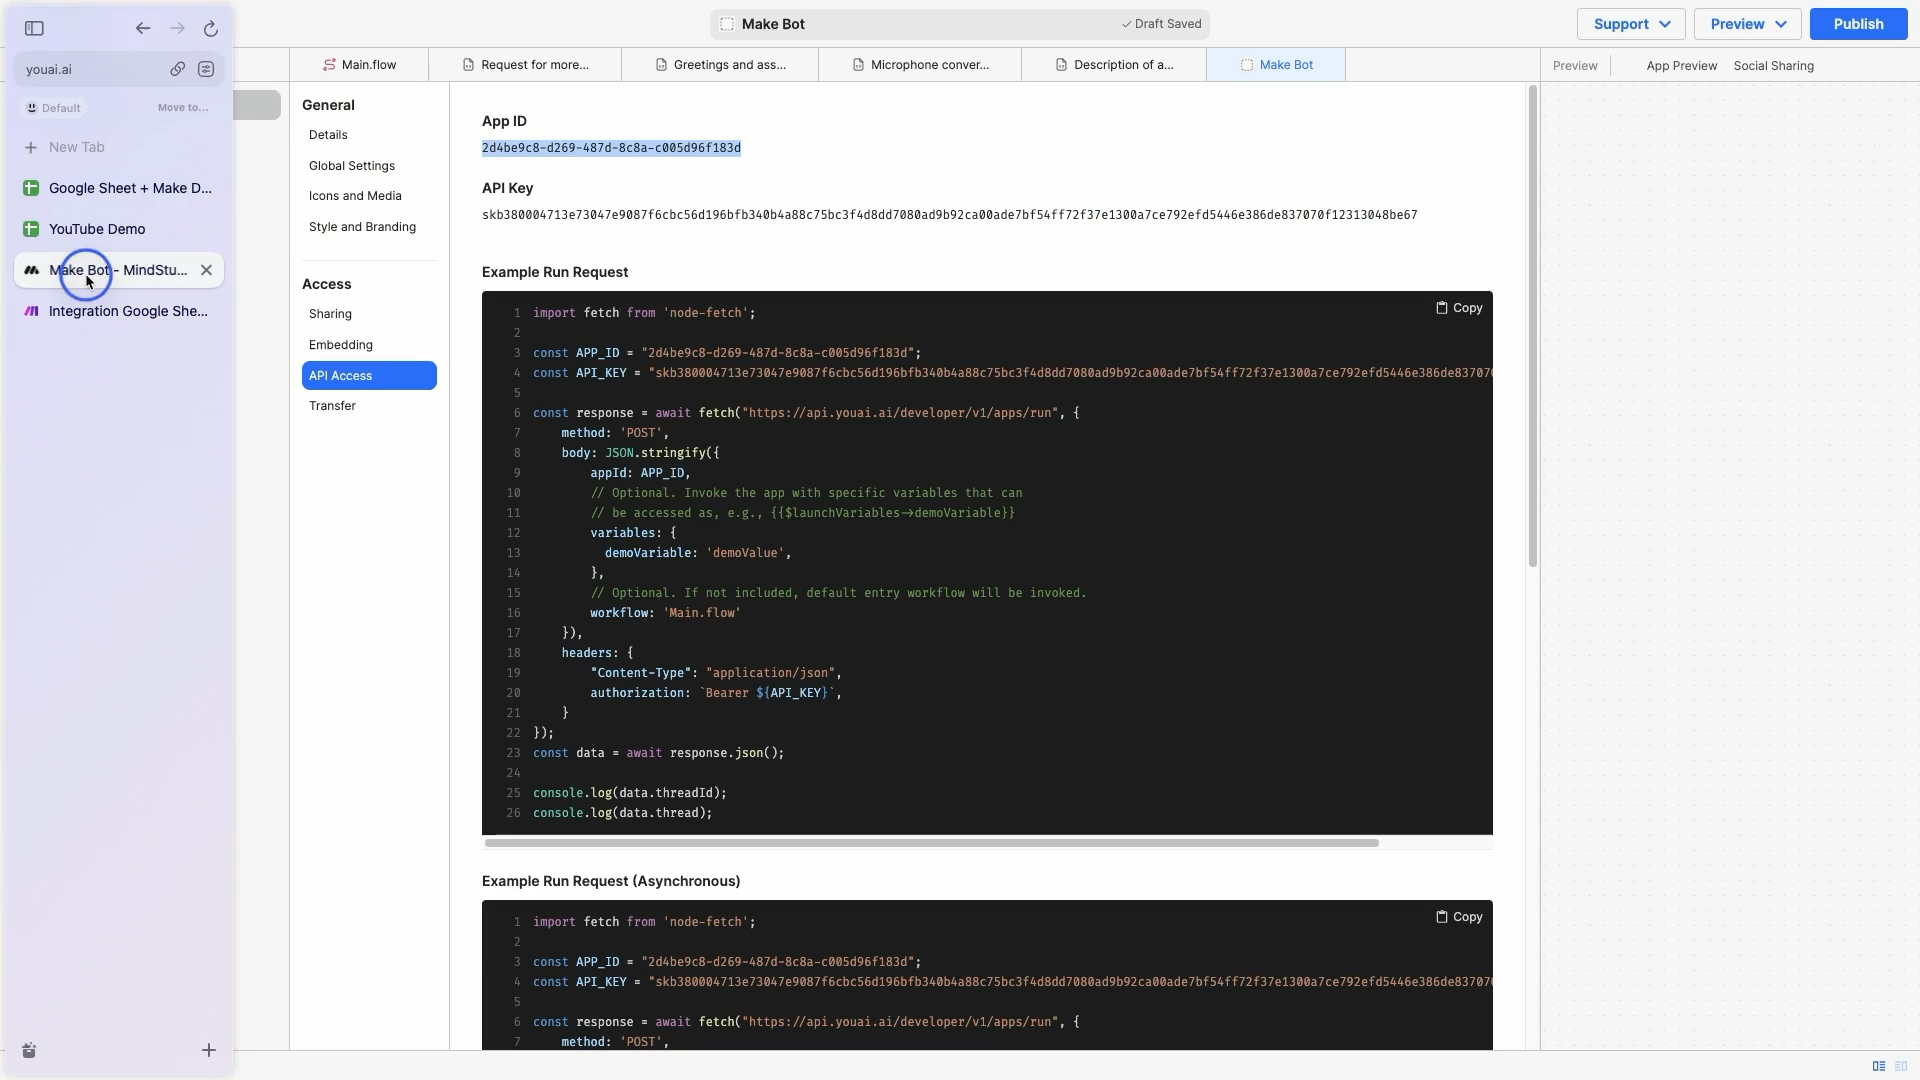 youai.ai
Default
Move to...
New Tab
Google Sheet + Make D...
YouTube Demo
Make Bot - MindStu...
Integration Google She...
Make Bot
Draft Saved
Support
Preview
Publish
Main.flow
Request for more...
Greetings and ass...
Microphone conver...
Description of a...
Make Bot
Preview
App Preview
Social Sharing
General
Details
Global Settings
Icons and Media
Style and Branding
Access
Sharing
Embedding
API Access
Transfer
App ID
2d4be9c8-d269-487d-8c8a-c005d96f183d
API Key
skb380004713e73047e9087f6cbc56d196bfb340b4a88c75bc3f4d8dd7080ad9b92ca00ade7bf54ff72f37e1300a7ce792efd5446e386de837070f12313048be67
Example Run Request
Copy
1 import fetch from 'node-fetch';
2
3 const APP_ID = "2d4be9c8-d269-487d-8c8a-c005d96f183d";
4 const API_KEY = "skb380004713e73047e9087f6cbc56d196bfb340b4a88c75bc3f4d8dd7080ad9b92ca00ade7bf54ff72f37e1300a7ce792efd5446e386de837070
5
6 const response = await fetch("https://api.youai.ai/developer/v1/apps/run", {
7 method: 'POST',
8 body: JSON.stringify({
9 appId: APP_ID,
10 // Optional. Invoke the app with specific variables that can
11 // be accessed as, e.g., {{$launchVariables->demoVariable}}
12 variables: {
13 demoVariable: 'demoValue',
14 },
15 // Optional. If not included, default entry workflow will be invoked.
16 workflow: 'Main.flow'
17 }),
18 headers: {
19 "Content-Type": "application/json",
20 authorization: `Bearer ${API_KEY}`,
21 }
22 });
23 const data = await response.json();
24
25 console.log(data.threadId);
26 console.log(data.thread);
Example Run Request (Asynchronous)
Copy
1 import fetch from 'node-fetch';
2
3 const APP_ID = "2d4be9c8-d269-487d-8c8a-c005d96f183d";
4 const API_KEY = "skb380004713e73047e9087f6cbc56d196bfb340b4a88c75bc3f4d8dd7080ad9b92ca00ade7bf54ff72f37e1300a7ce792efd5446e386de837070
5
6 const response = await fetch("https://api.youai.ai/developer/v1/apps/run", {
7 method: 'POST',